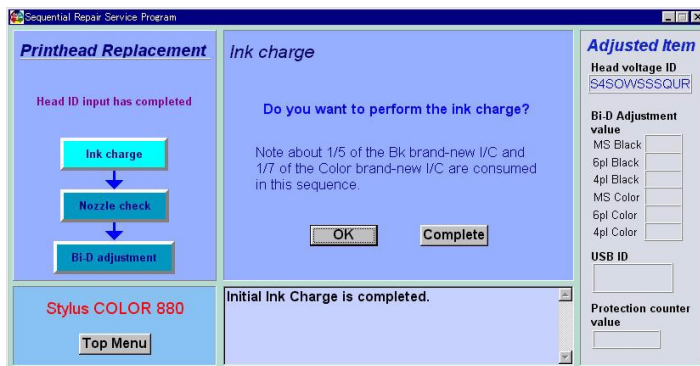 Sequential Repair Service Program
Printhead Replacement
Head ID input has completed
Ink charge
Nozzle check
Bi-D adjustment
Stylus COLOR 880
Top Menu
Ink charge
Do you want to perform the ink charge?
Note about 1/5 of the Bk brand-new I/C and
1/7 of the Color brand-new I/C are consumed
in this sequence.
OK
Complete
Initial Ink Charge is completed.
Adjusted Item
Head voltage ID
S4SOWSSSQUR
Bi-D Adjustment
value
MS Black
6pl Black
4pl Black
MS Color
6pl Color
4pl Color
USB ID
Protection counter
value